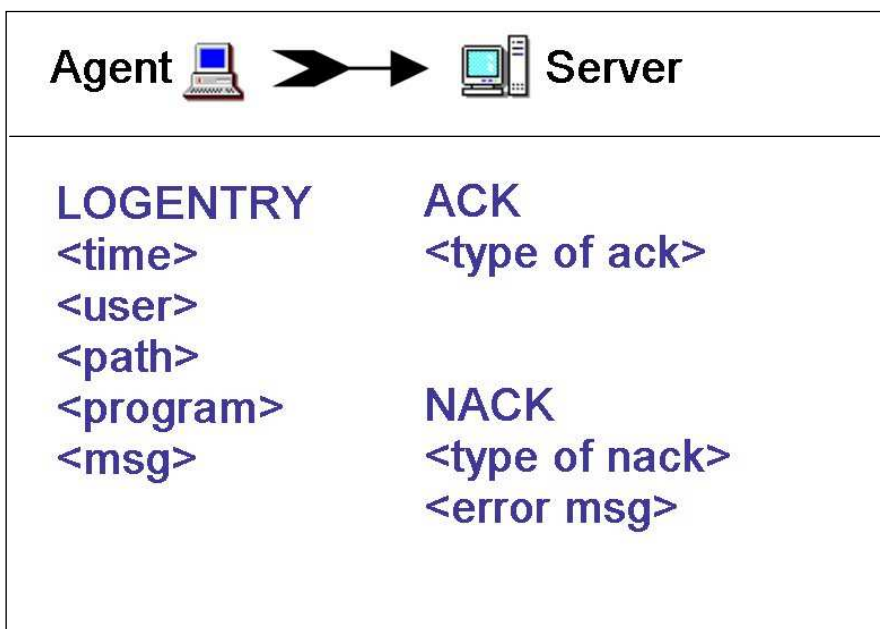 Agent Server
LOGENTRY
<time>
<user>
<path>
<program>
<msg>
ACK
<type of ack>
NACK
<type of nack>
<error msg>